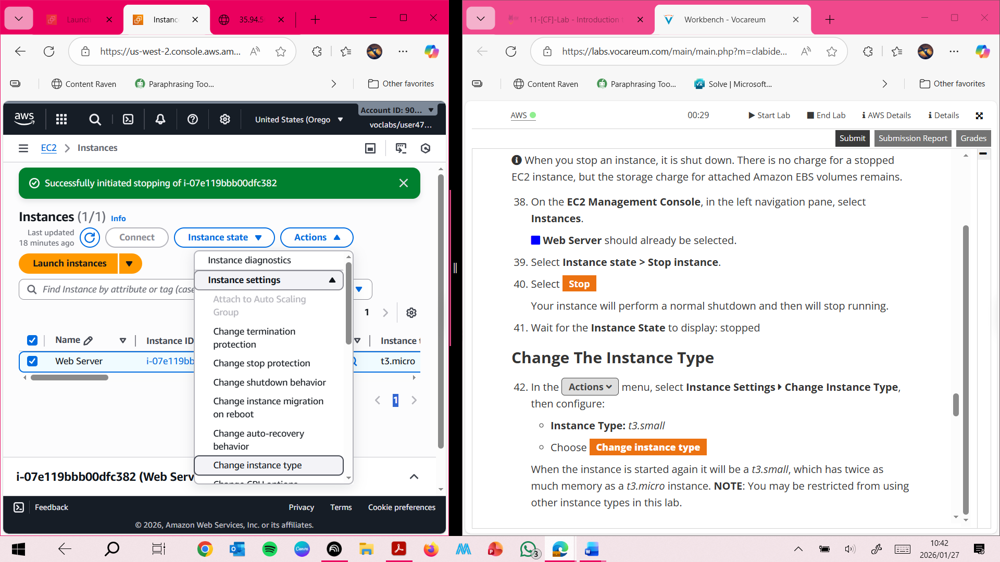 Launch
Instanc
35.94.5
https://us-west-2.console.aws.am...
Content Raven
Paraphrasing Too...
Other favorites
aws
United States (Orego
Account ID: 90...
voclabs/user47...
EC2
Instances
Successfully initiated stopping of i-07e119bbb00dfc382
Instances (1/1) Info
Last updated
18 minutes ago
Connect
Instance state
Actions
Launch instances
Find Instance by attribute or tag (case
Instance diagnostics
Instance settings
Attach to Auto Scaling
Group
Change termination
protection
Change stop protection
Change shutdown behavior
Change instance migration
on reboot
Change auto-recovery
behavior
Change instance type
Change CPU options
1
Name
Instance ID
Instance t
Web Server
i-07e119bb
t3.micro
1
i-07e119bbb00dfc382 (Web Serv
Feedback
Privacy
Terms
Cookie preferences
© 2026, Amazon Web Services, Inc. or its affiliates.
11-[CF]-Lab - Introduction t
Workbench - Vocareum
https://labs.vocareum.com/main/main.php?m=clabide...
Content Raven
Paraphrasing Too...
Solve | Microsoft...
Other favorites
AWS
00:29
Start Lab
End Lab
AWS Details
Details
Submit
Submission Report
Grades
When you stop an instance, it is shut down. There is no charge for a stopped
EC2 instance, but the storage charge for attached Amazon EBS volumes remains.
38. On the EC2 Management Console, in the left navigation pane, select
Instances.
Web Server should already be selected.
39. Select Instance state > Stop instance.
40. Select Stop
Your instance will perform a normal shutdown and then will stop running.
41. Wait for the Instance State to display: stopped
Change The Instance Type
42. In the Actions menu, select Instance Settings Change Instance Type,
then configure:
Instance Type: t3.small
Choose Change instance type
When the instance is started again it will be a t3.small, which has twice as
much memory as a t3.micro instance. NOTE: You may be restricted from using
other instance types in this lab.
Canva
3
10:42
2026/01/27